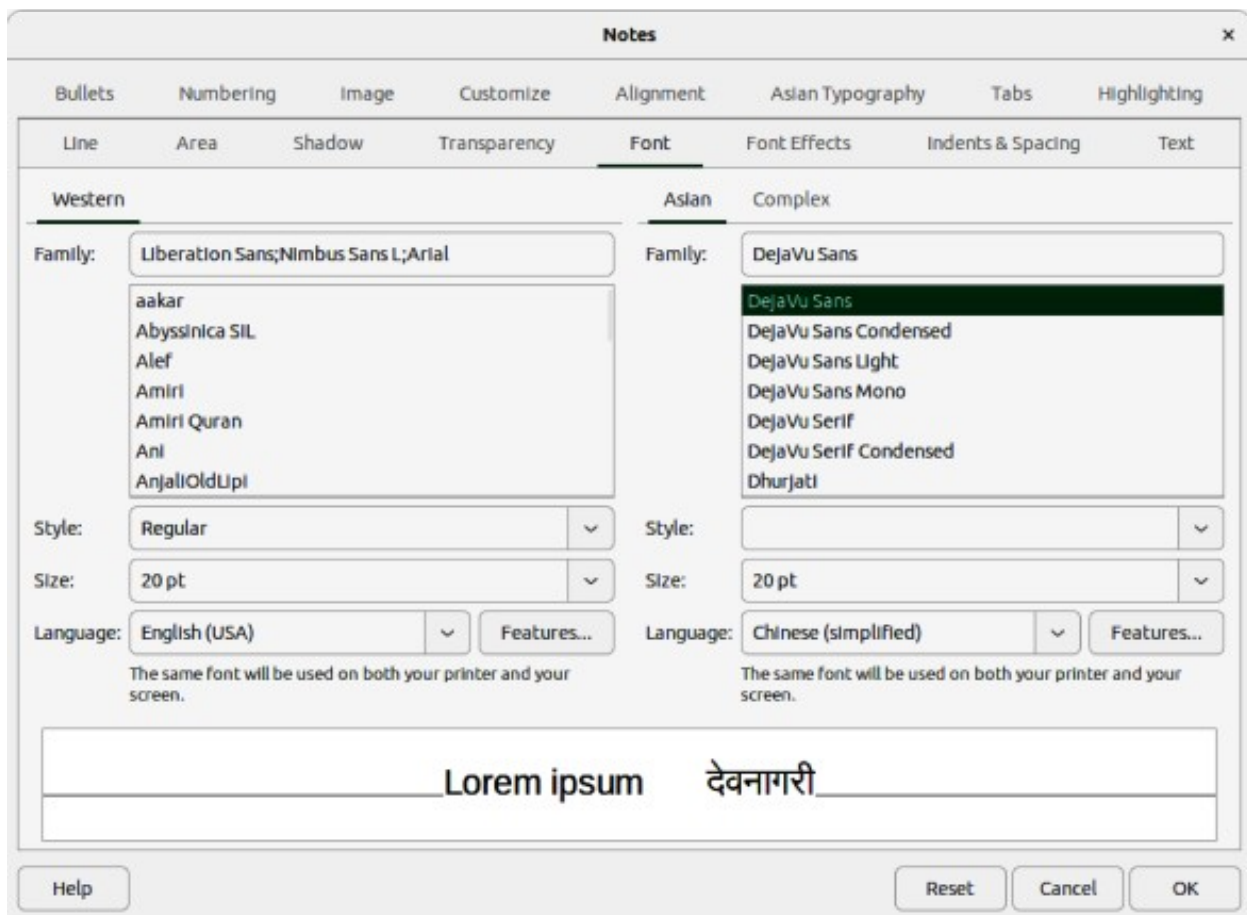 Notes ×
Bullets Numbering Image Customize Alignment Asian Typography Tabs Highlighting
Line Area Shadow Transparency Font Font Effects Indents & Spacing Text
Western
Family: Liberation Sans;Nimbus Sans L;Arial
aakar
Abyssinica SIL
Alef
Amiri
Amiri Quran
Ani
AnjaliOldLipi
Style: Regular
Size: 20 pt
Language: English (USA) Features...
The same font will be used on both your printer and your
screen.
Asian Complex
Family: DejaVu Sans
DejaVu Sans
DejaVu Sans Condensed
DejaVu Sans Light
DejaVu Sans Mono
DejaVu Serif
DejaVu Serif Condensed
Dhurjati
Style:
Size: 20 pt
Language: Chinese (simplified) Features...
The same font will be used on both your printer and your
screen.
Lorem ipsum देवनागरी
Help Reset Cancel OK